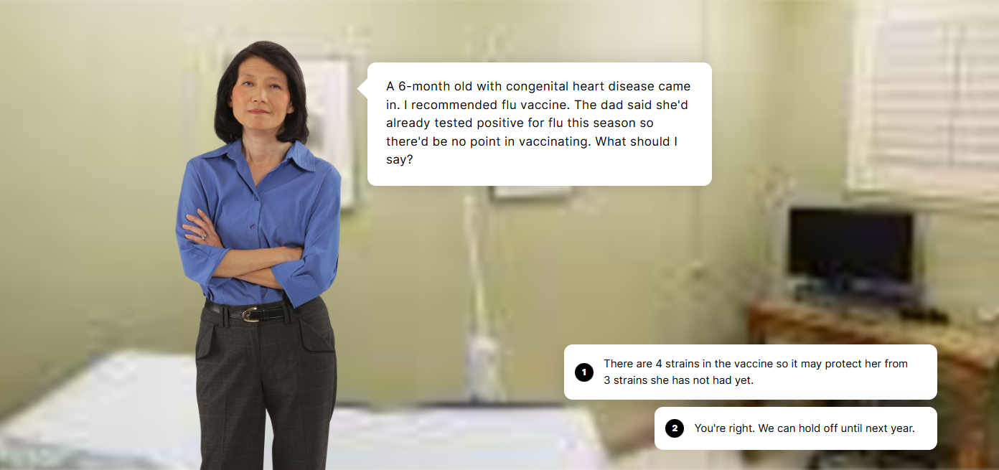 A 6-month old with congenital heart disease came
in. I recommended flu vaccine. The dad said she'd
already tested positive for flu this season so
there'd be no point in vaccinating. What should I
say?
1
There are 4 strains in the vaccine so it may protect her from
3 strains she has not had yet.
2
You're right. We can hold off until next year.